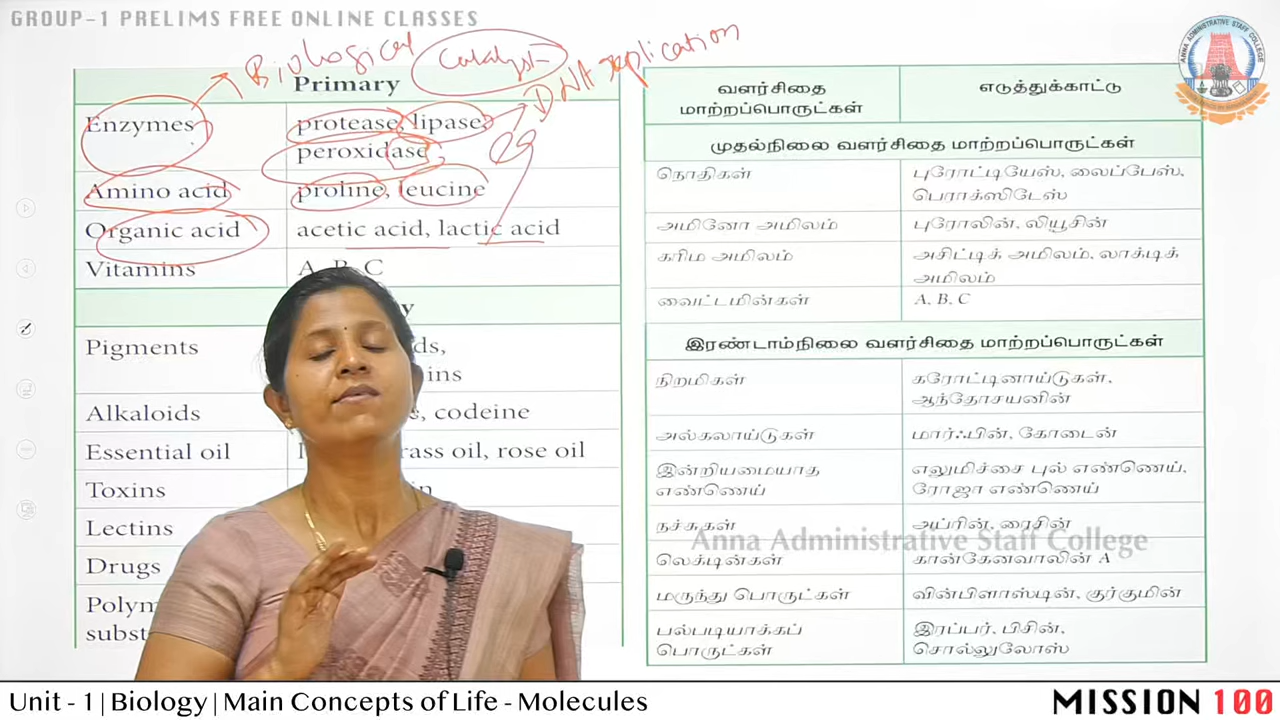 GROUP-1 PRELIMS FREE ONLINE CLASSES
Biological Catalyst
DNA replication
Primary
Enzymes
protease, lipase,
peroxidase
Amino acid
proline, leucine
Organic acid
acetic acid, lactic acid
Vitamins
A, B, C
Pigments
Alkaloids
codeine
Essential oil
oil, rose oil
Toxins
Lectins
Drugs
வளர்சிதை மாற்றப்பொருட்கள்
எடுத்துக்காட்டு
முதல்நிலை வளர்சிதை மாற்றப்பொருட்கள்
நொதிகள்
புரோட்டியேஸ், லைப்பேஸ்,
பெராக்ஸிடேஸ்
அமினோ அமிலம்
புரோலின், லியூசின்
கரிம அமிலம்
அசிட்டிக் அமிலம், லாக்டிக்
அமிலம்
வைட்டமின்கள்
A, B, C
இரண்டாம்நிலை வளர்சிதை மாற்றப்பொருட்கள்
நிறமிகள்
கரோட்டினாய்டுகள்,
ஆந்தோசயனின்
அல்கலாய்டுகள்
மார்ஃபின், கோடைன்
இன்றியமையாத
எண்ணெய்
எலுமிச்சை புல் எண்ணெய்,
ரோஜா எண்ணெய்
நச்சுகள்
அப்ரின், ரைசின்
Anna Administrative Staff College
லெக்டின்கள்
கான்கேனவாலின் A
மருந்து பொருட்கள்
வின்பிளாஸ்டின், குர்குமின்
பல்படியாக்கப்
பொருட்கள்
இரப்பர், பிசின்,
சொல்லுலோஸ்
Unit - 1 | Biology | Main Concepts of Life - Molecules
MISSION 100